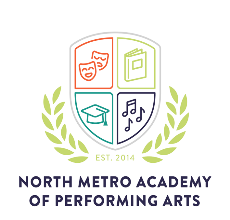 EST. 2014
NORTH METRO ACADEMY
OF PERFORMING ARTS